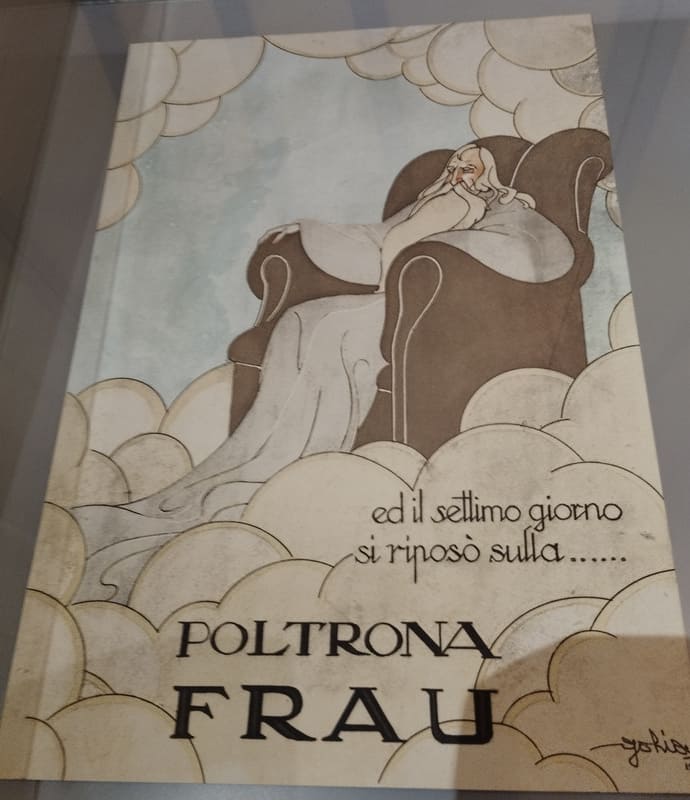 ed il settimo giorno
si riposò sulla......
POLTRONA
FRAU